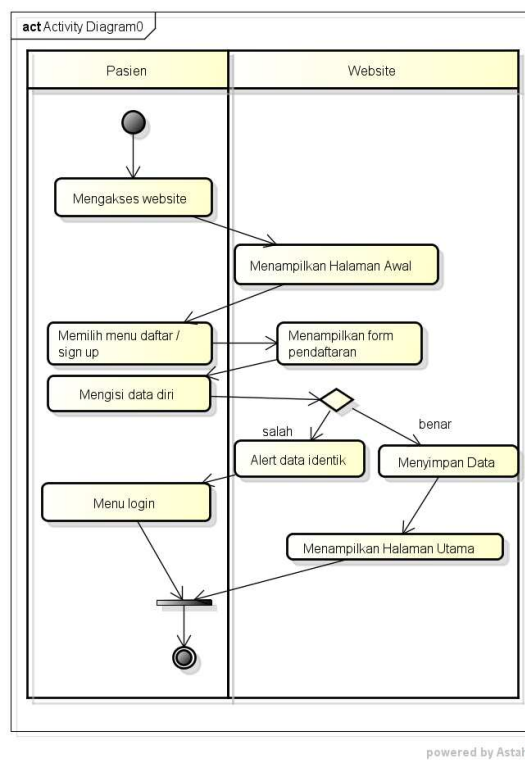 act Activity Diagram0
Pasien
Website
Mengakses website
Menampilkan Halaman Awal
Memilih menu daftar /
sign up
Menampilkan form
pendaftaran
Mengisi data diri
salah
benar
Alert data identik
Menyimpan Data
Menu login
Menampilkan Halaman Utama
powered by Astah